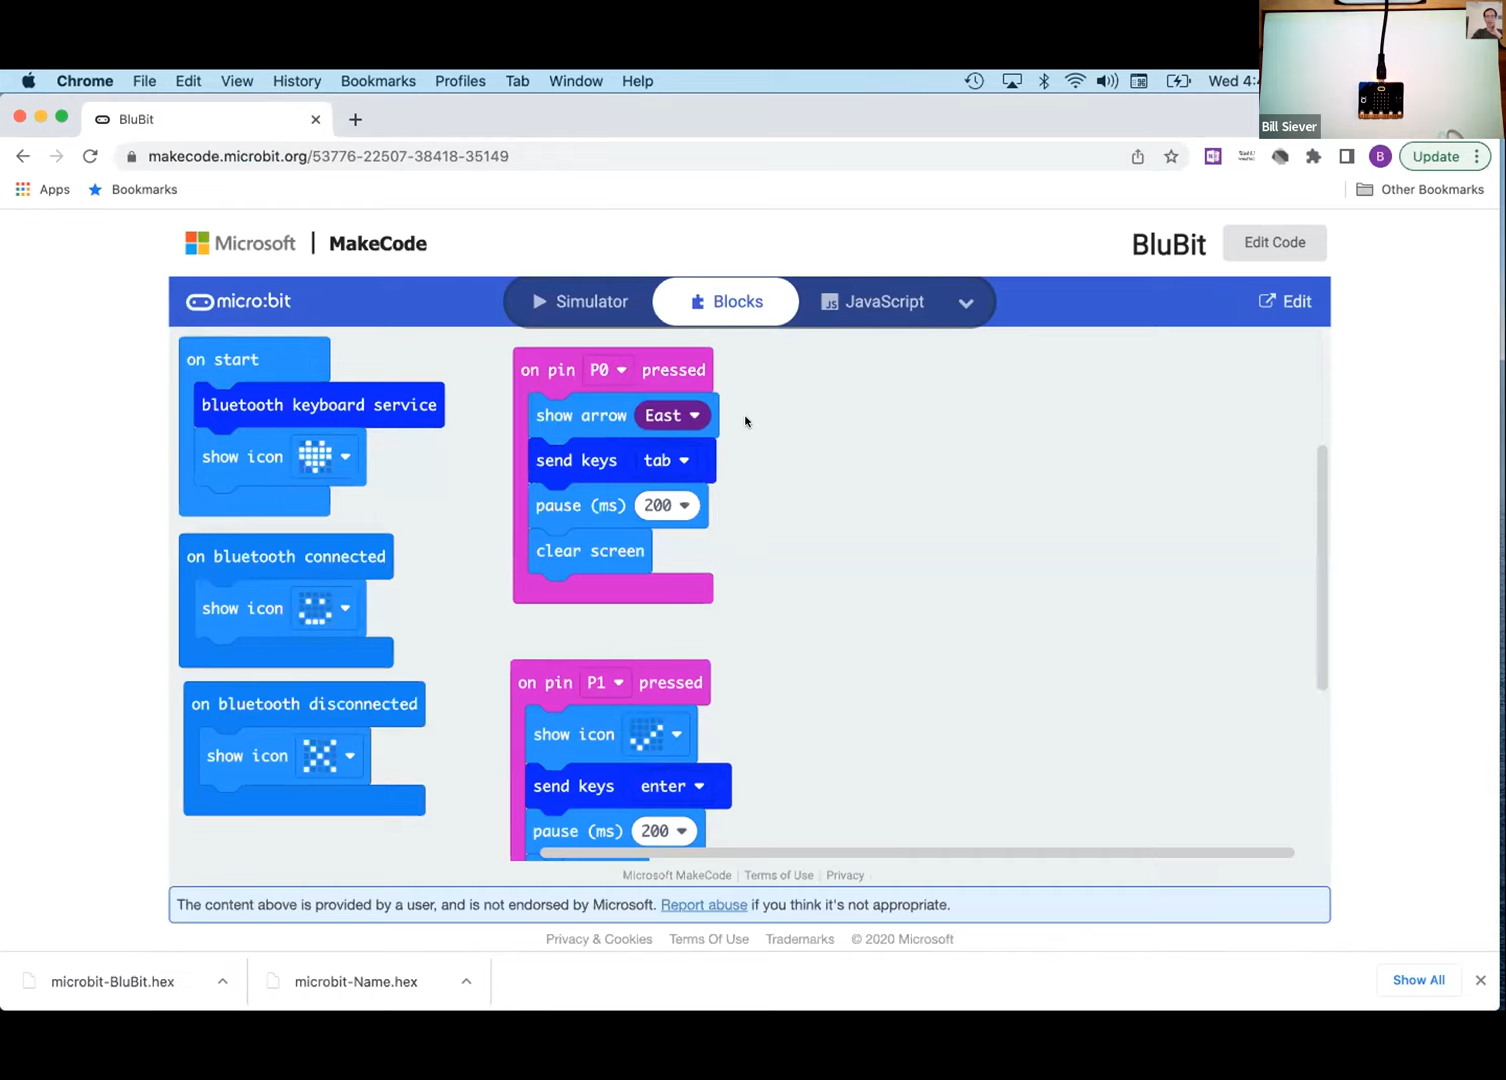 Chrome File Edit View History Bookmarks Profiles Tab Window Help Wed 4:
Bill Siever
BluBit
makecode.microbit.org/53776-22507-38418-35149
B Update
Apps Bookmarks Other Bookmarks
Microsoft | MakeCode BluBit Edit Code
micro:bit Simulator Blocks JS JavaScript Edit
on start
bluetooth keyboard service
show icon
on bluetooth connected
show icon
on bluetooth disconnected
show icon
on pin P0 pressed
show arrow East
send keys tab
pause (ms) 200
clear screen
on pin P1 pressed
show icon
send keys enter
pause (ms) 200
Microsoft MakeCode | Terms of Use | Privacy
The content above is provided by a user, and is not endorsed by Microsoft. Report abuse if you think it's not appropriate.
Privacy & Cookies Terms Of Use Trademarks © 2020 Microsoft
microbit-BluBit.hex microbit-Name.hex Show All